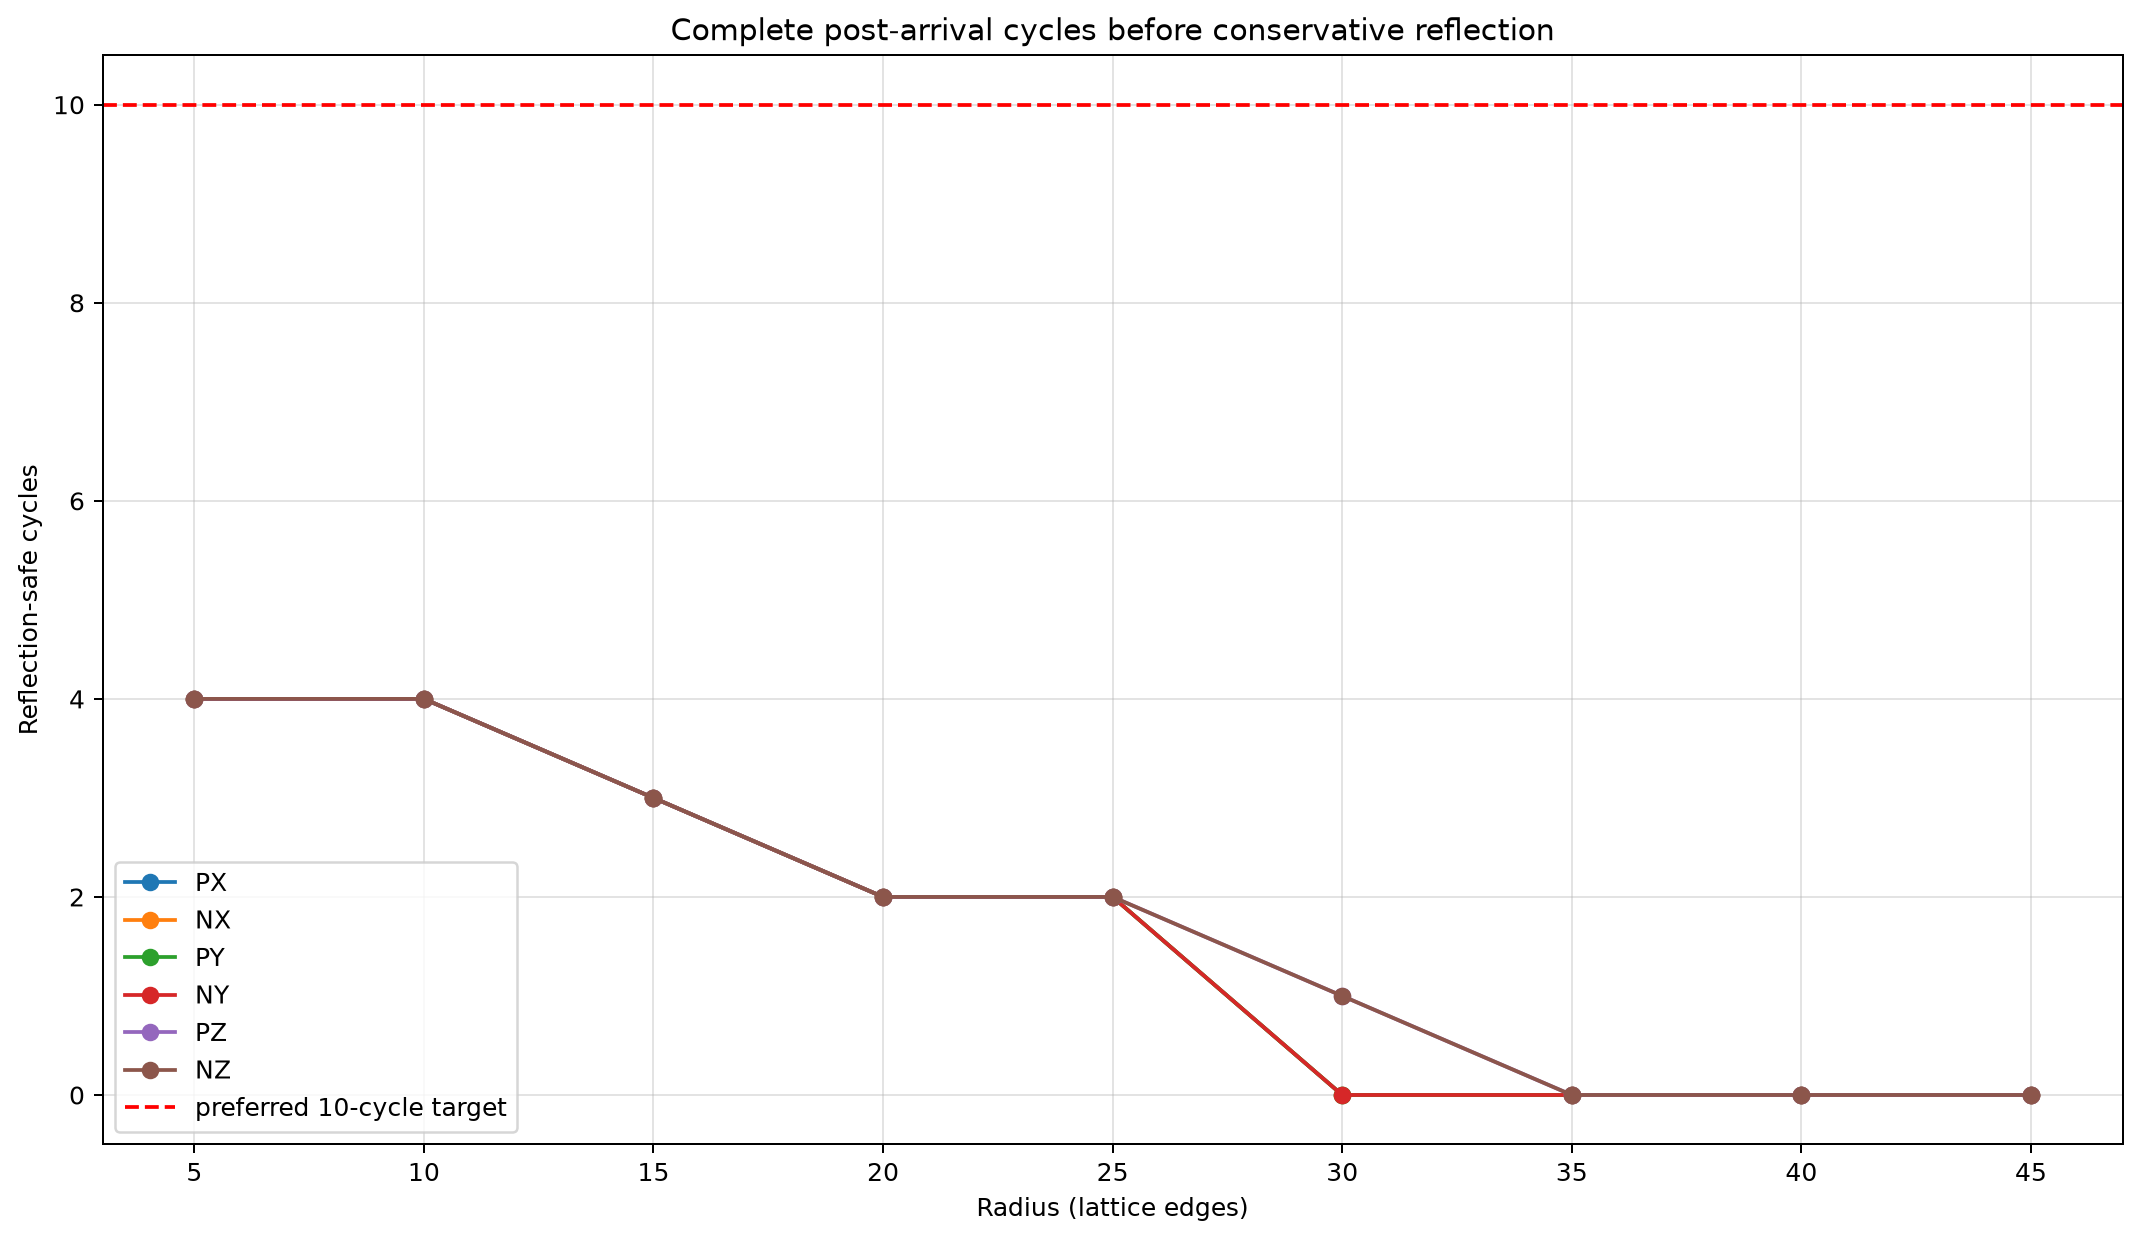 Complete post-arrival cycles before conservative reflection
10
8
6
4
2
0
Reflection-safe cycles
PX
NX
PY
NY
PZ
NZ
preferred 10-cycle target
5 10 15 20 25 30 35 40 45
Radius (lattice edges)